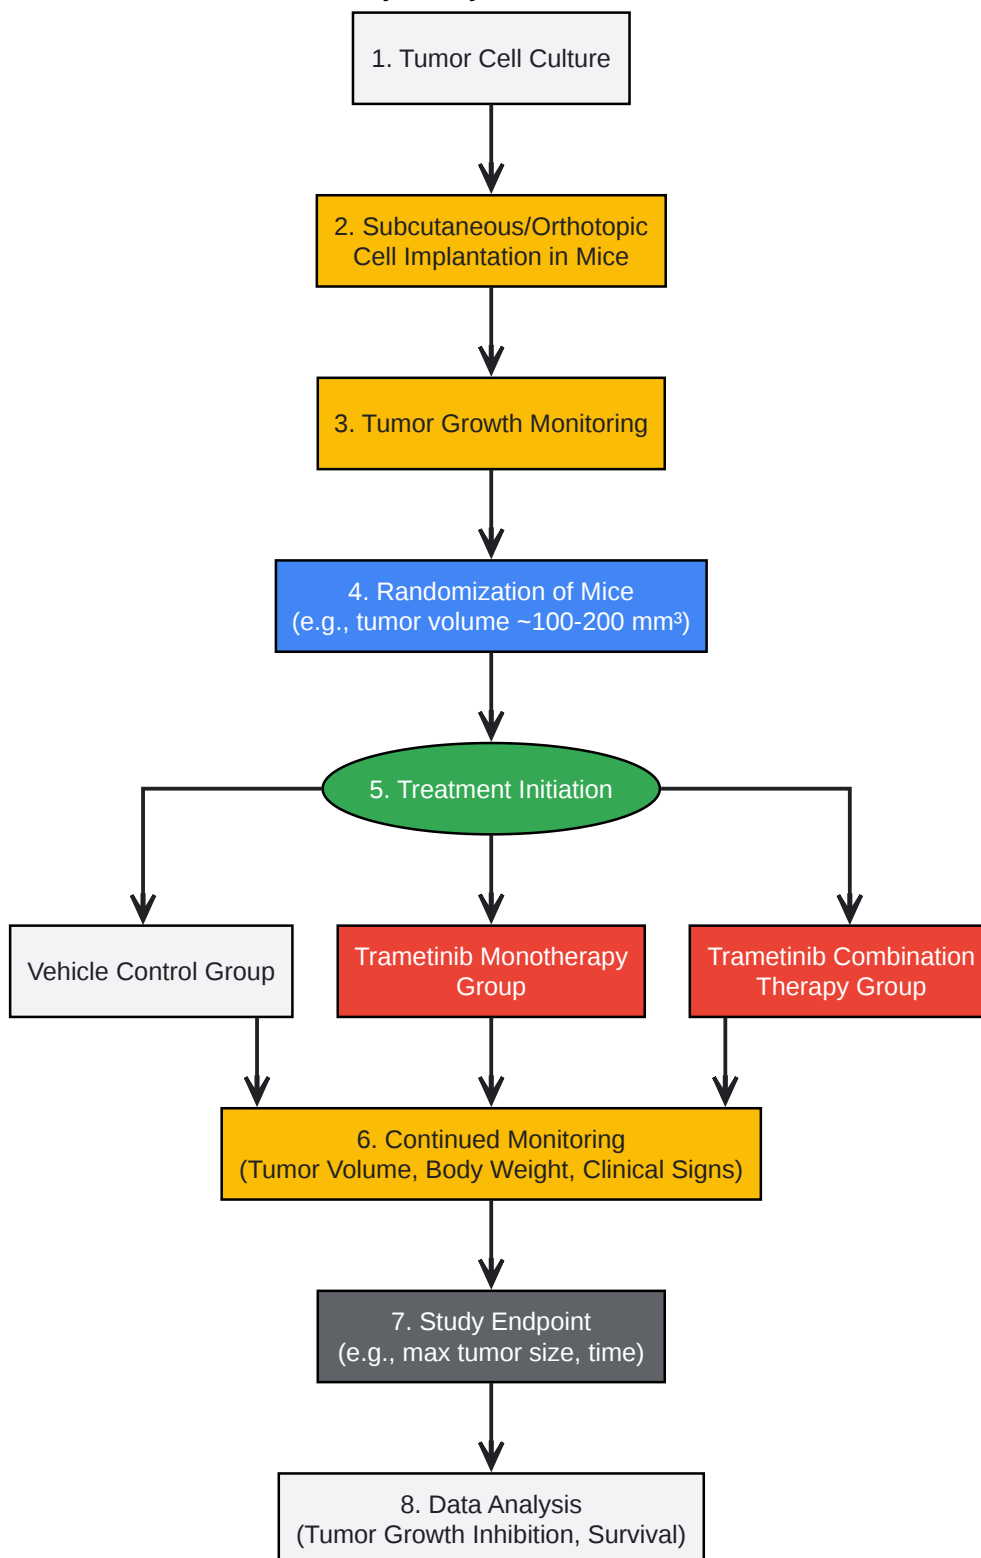 1. Tumor Cell Culture
2. Subcutaneous/Orthotopic
Cell Implantation in Mice
3. Tumor Growth Monitoring
4. Randomization of Mice
(e.g., tumor volume ~100-200 mm³)
5. Treatment Initiation
Vehicle Control Group
Trametinib Monotherapy
Group
Trametinib Combination
Therapy Group
6. Continued Monitoring
(Tumor Volume, Body Weight, Clinical Signs)
7. Study Endpoint
(e.g., max tumor size, time)
8. Data Analysis
(Tumor Growth Inhibition, Survival)